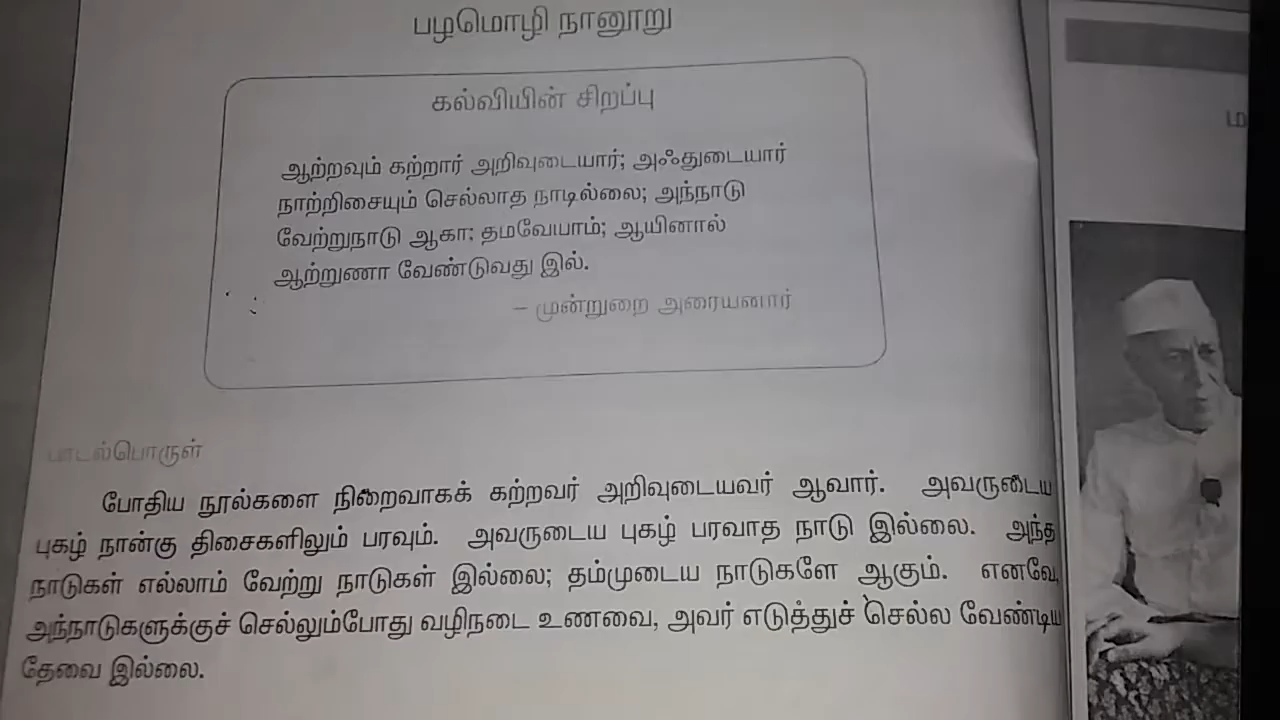 பழமொழி நானூறு
கல்வியின் சிறப்பு
ஆற்றவும் கற்றார் அறிவுடையார்; அஃதுடையார்
நாற்றிசையும் செல்லாத நாடில்லை; அந்நாடு
வேற்றுநாடு ஆகா; தமவேயாம்; ஆயினால்
ஆற்றுணா வேண்டுவது இல்.
– முன்றுறை அரையனார்
பாடல்பொருள்
போதிய நூல்களை நிறைவாகக் கற்றவர் அறிவுடையவர் ஆவார். அவருடைய
புகழ் நான்கு திசைகளிலும் பரவும். அவருடைய புகழ் பரவாத நாடு இல்லை. அந்த
நாடுகள் எல்லாம் வேற்று நாடுகள் இல்லை; தம்முடைய நாடுகளே ஆகும். எனவே,
அந்நாடுகளுக்குச் செல்லும்போது வழிநடை உணவை, அவர் எடுத்துச் செல்ல வேண்டிய
தேவை இல்லை.